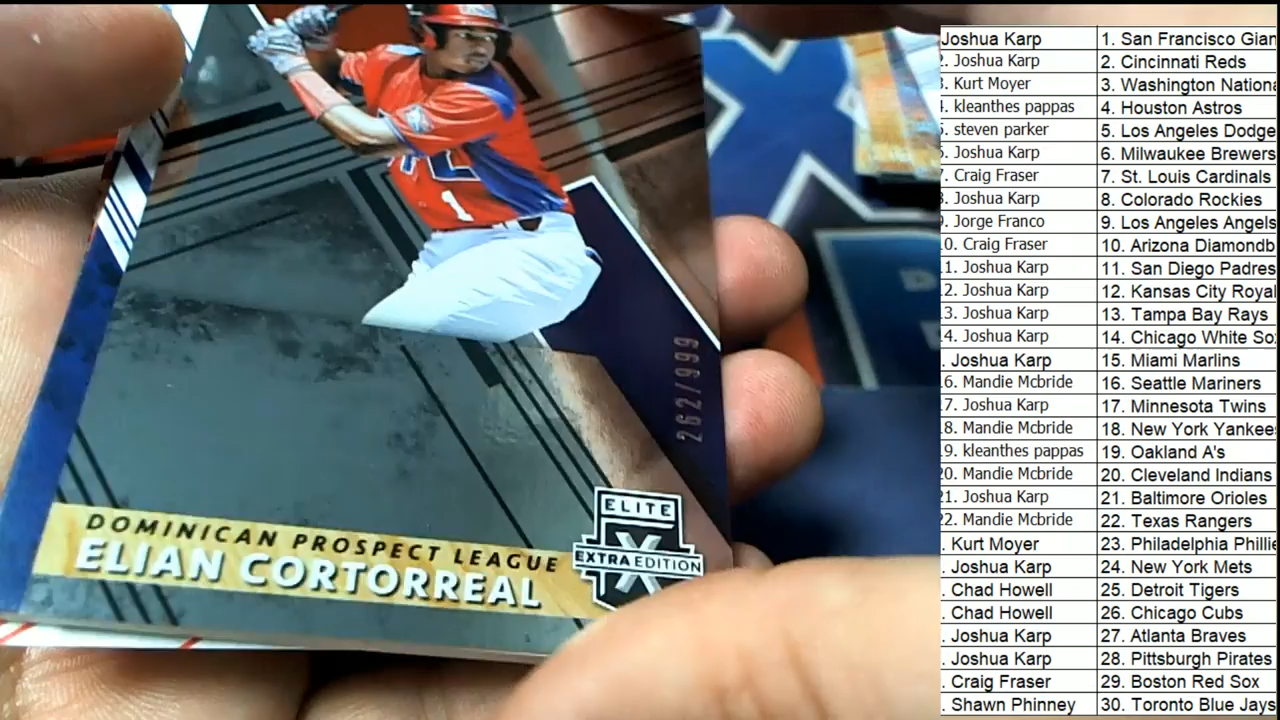 1
262/999
ELITE
X
EXTRA EDITION
DOMINICAN PROSPECT LEAGUE
ELIAN CORTORREAL
Joshua Karp 1. San Francisco Gian
2. Joshua Karp 2. Cincinnati Reds
3. Kurt Moyer 3. Washington Nationa
4. kleanthes pappas 4. Houston Astros
5. steven parker 5. Los Angeles Dodge
6. Joshua Karp 6. Milwaukee Brewers
7. Craig Fraser 7. St. Louis Cardinals
8. Joshua Karp 8. Colorado Rockies
9. Jorge Franco 9. Los Angeles Angels
10. Craig Fraser 10. Arizona Diamondb
11. Joshua Karp 11. San Diego Padres
12. Joshua Karp 12. Kansas City Royal
13. Joshua Karp 13. Tampa Bay Rays
14. Joshua Karp 14. Chicago White So
. Joshua Karp 15. Miami Marlins
16. Mandie Mcbride 16. Seattle Mariners
17. Joshua Karp 17. Minnesota Twins
18. Mandie Mcbride 18. New York Yankee
19. kleanthes pappas 19. Oakland A's
20. Mandie Mcbride 20. Cleveland Indians
21. Joshua Karp 21. Baltimore Orioles
22. Mandie Mcbride 22. Texas Rangers
. Kurt Moyer 23. Philadelphia Phillie
. Joshua Karp 24. New York Mets
. Chad Howell 25. Detroit Tigers
. Chad Howell 26. Chicago Cubs
. Joshua Karp 27. Atlanta Braves
. Joshua Karp 28. Pittsburgh Pirates
. Craig Fraser 29. Boston Red Sox
. Shawn Phinney 30. Toronto Blue Jays